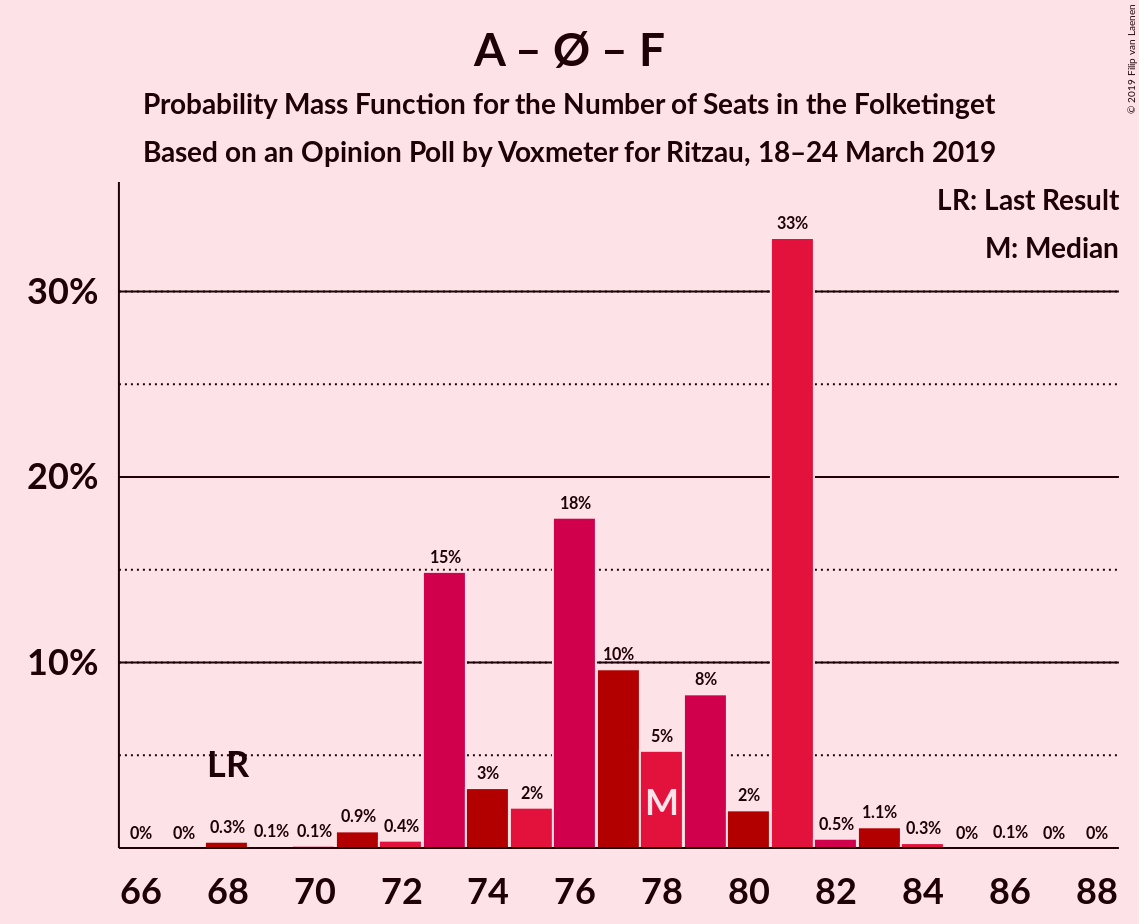 A – Ø – F
Probability Mass Function for the Number of Seats in the Folketinget
Based on an Opinion Poll by Voxmeter for Ritzau, 18–24 March 2019
© 2019 Filip van Laenen
LR: Last Result
M: Median
30%
20%
10%
0%
0%
0.3%
0.1%
0.1%
0.9%
0.4%
15%
3%
2%
18%
10%
5%
8%
2%
33%
0.5%
1.1%
0.3%
0%
0.1%
0%
0%
LR
M
66 68 70 72 74 76 78 80 82 84 86 88